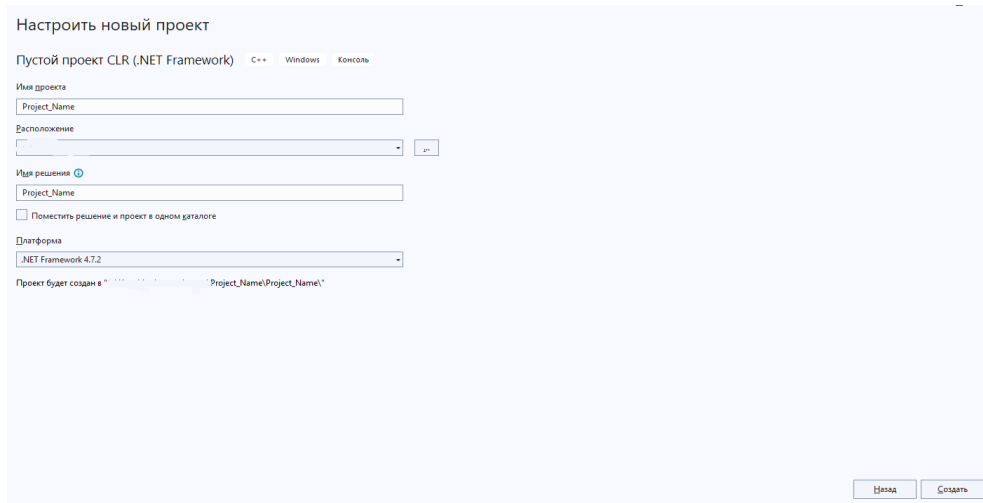 Настроить новый проект
Пустой проект CLR (.NET Framework) C++ Windows Консоль
Имя проекта
Project_Name
Расположение
...
Имя решения
Project_Name
Поместить решение и проект в одном каталоге
Платформа
.NET Framework 4.7.2
Проект будет создан в " Project_Name\Project_Name\"
Назад Создать